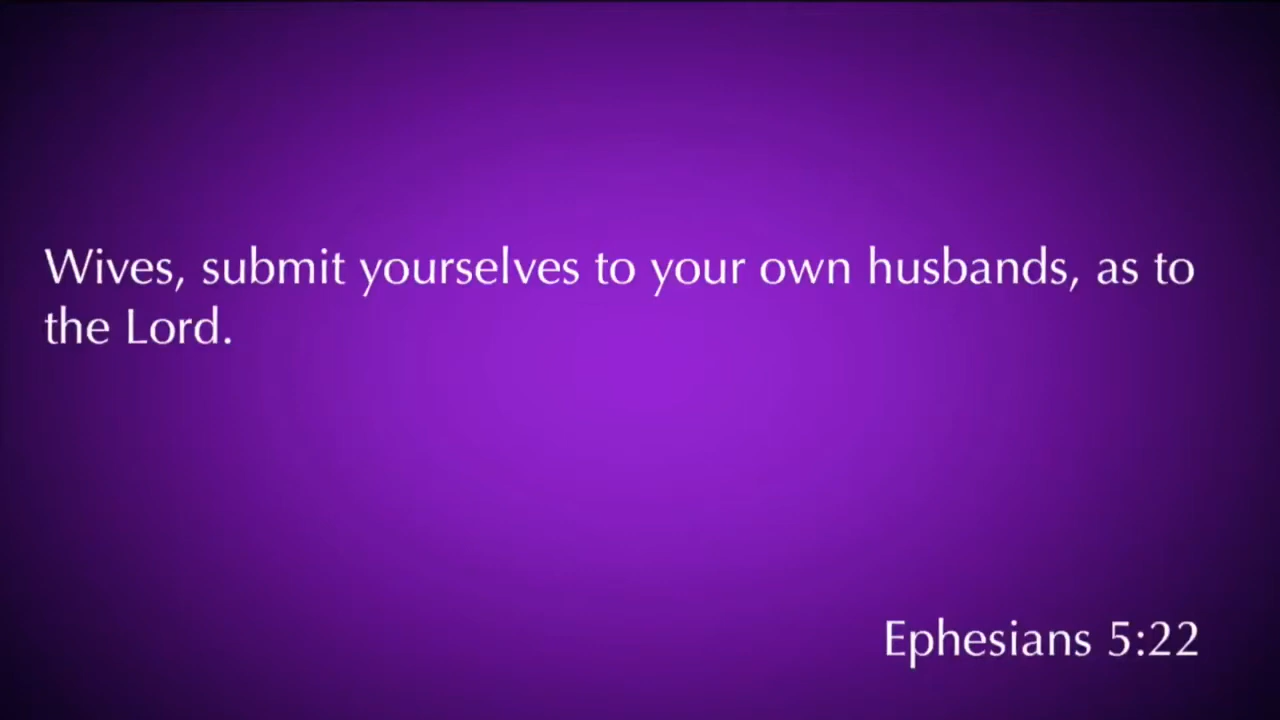 Wives, submit yourselves to your own husbands, as to
the Lord.
Ephesians 5:22